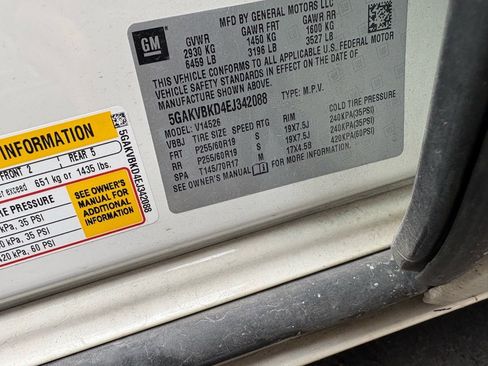 MFD BY GENERAL MOTORS LLC
GM
GVWR GAWR FRT GAWR RR
2930 KG 1450 KG 1600 KG
6459 LB 3196 LB 3527 LB
THIS VEHICLE CONFORMS TO ALL APPLICABLE U.S. FEDERAL MOTOR
VEHICLE SAFETY STANDARDS IN EFFECT ON THE DATE OF
MANUFACTURE SHOWN ABOVE.
5GAKVBKD4EJ342088 TYPE: M.P.V.
MODEL: V14526
TIRE SIZE SPEED RTG RIM COLD TIRE PRESSURE
FRT P255/60R19 S 19X7.5J 240KPA(35PSI)
RR P255/60R19 S 19X7.5J 240KPA(35PSI)
SPA T145/70R17 M 17X4.5B 420KPA(60PSI)
SEE OWNER'S MANUAL FOR MORE INFORMATION.
INFORMATION
FRONT 2 REAR 5
exceed 651 kg or 1435 lbs.
TIRE PRESSURE
kPa, 35 PSI
kPa, 35 PSI
420 kPa, 60 PSI
SEE OWNER'S
MANUAL FOR
ADDITIONAL
INFORMATION
5GAKVBKD4EJ342088